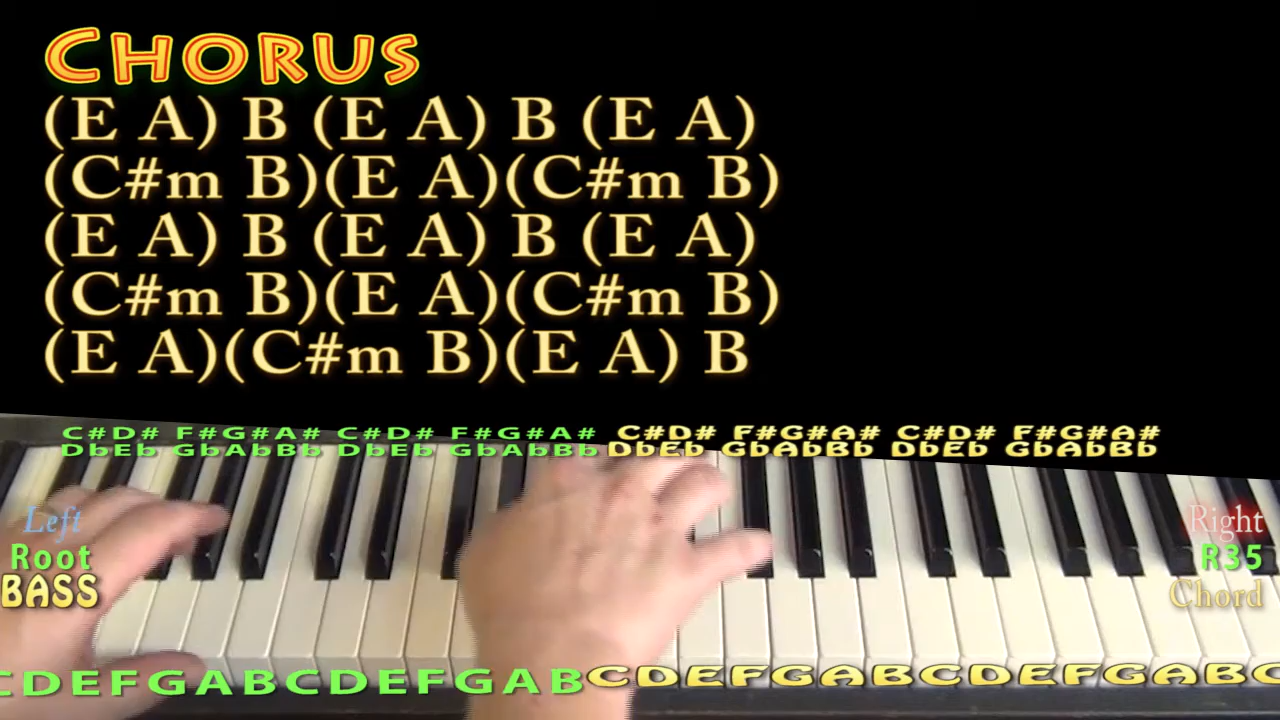 CHORUS
(E A) B (E A) B (E A)
(C#m B)(E A)(C#m B)
(E A) B (E A) B (E A)
(C#m B)(E A)(C#m B)
(E A)(C#m B)(E A) B
C#D# F#G#A# C#D# F#G#A# C#D# F#G#A# C#D# F#G#A#
DbEb GbAbBb DbEb GbAbBb DbEb GbAbBb DbEb GbAbBb
Left
Root
BASS
Right
R35
Chord
CDEFGABCDEFGABCDEFGABCDEFGABC